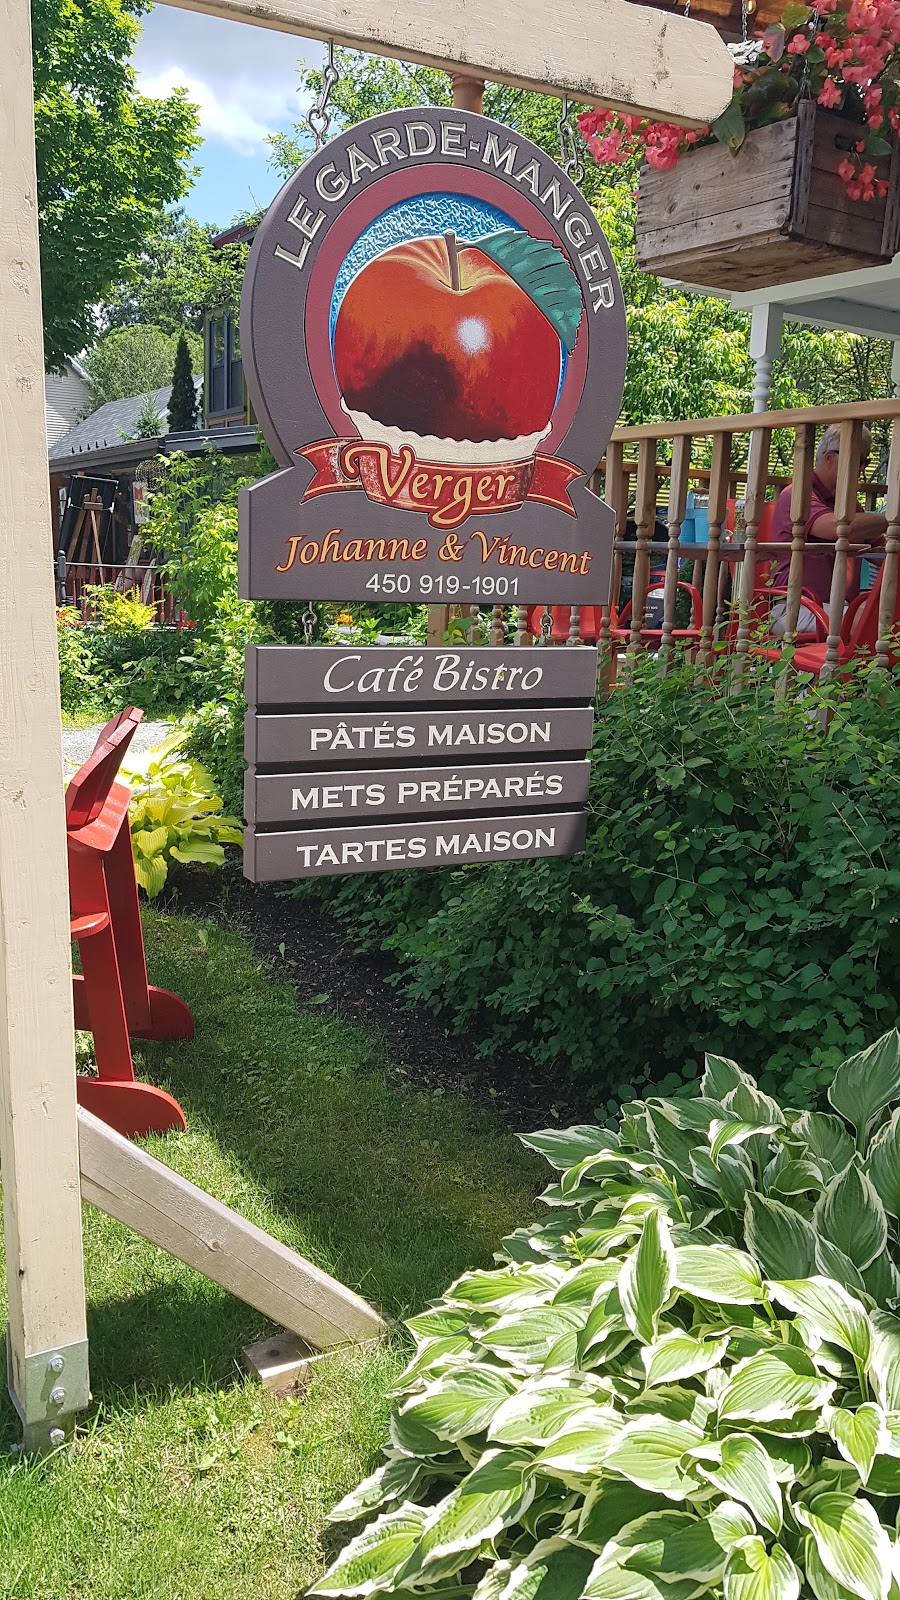 LE GARDE-MANGER
Verger
Johanne & Vincent
450 919-1901
Café Bistro
PÂTÉS MAISON
METS PRÉPARÉS
TARTES MAISON